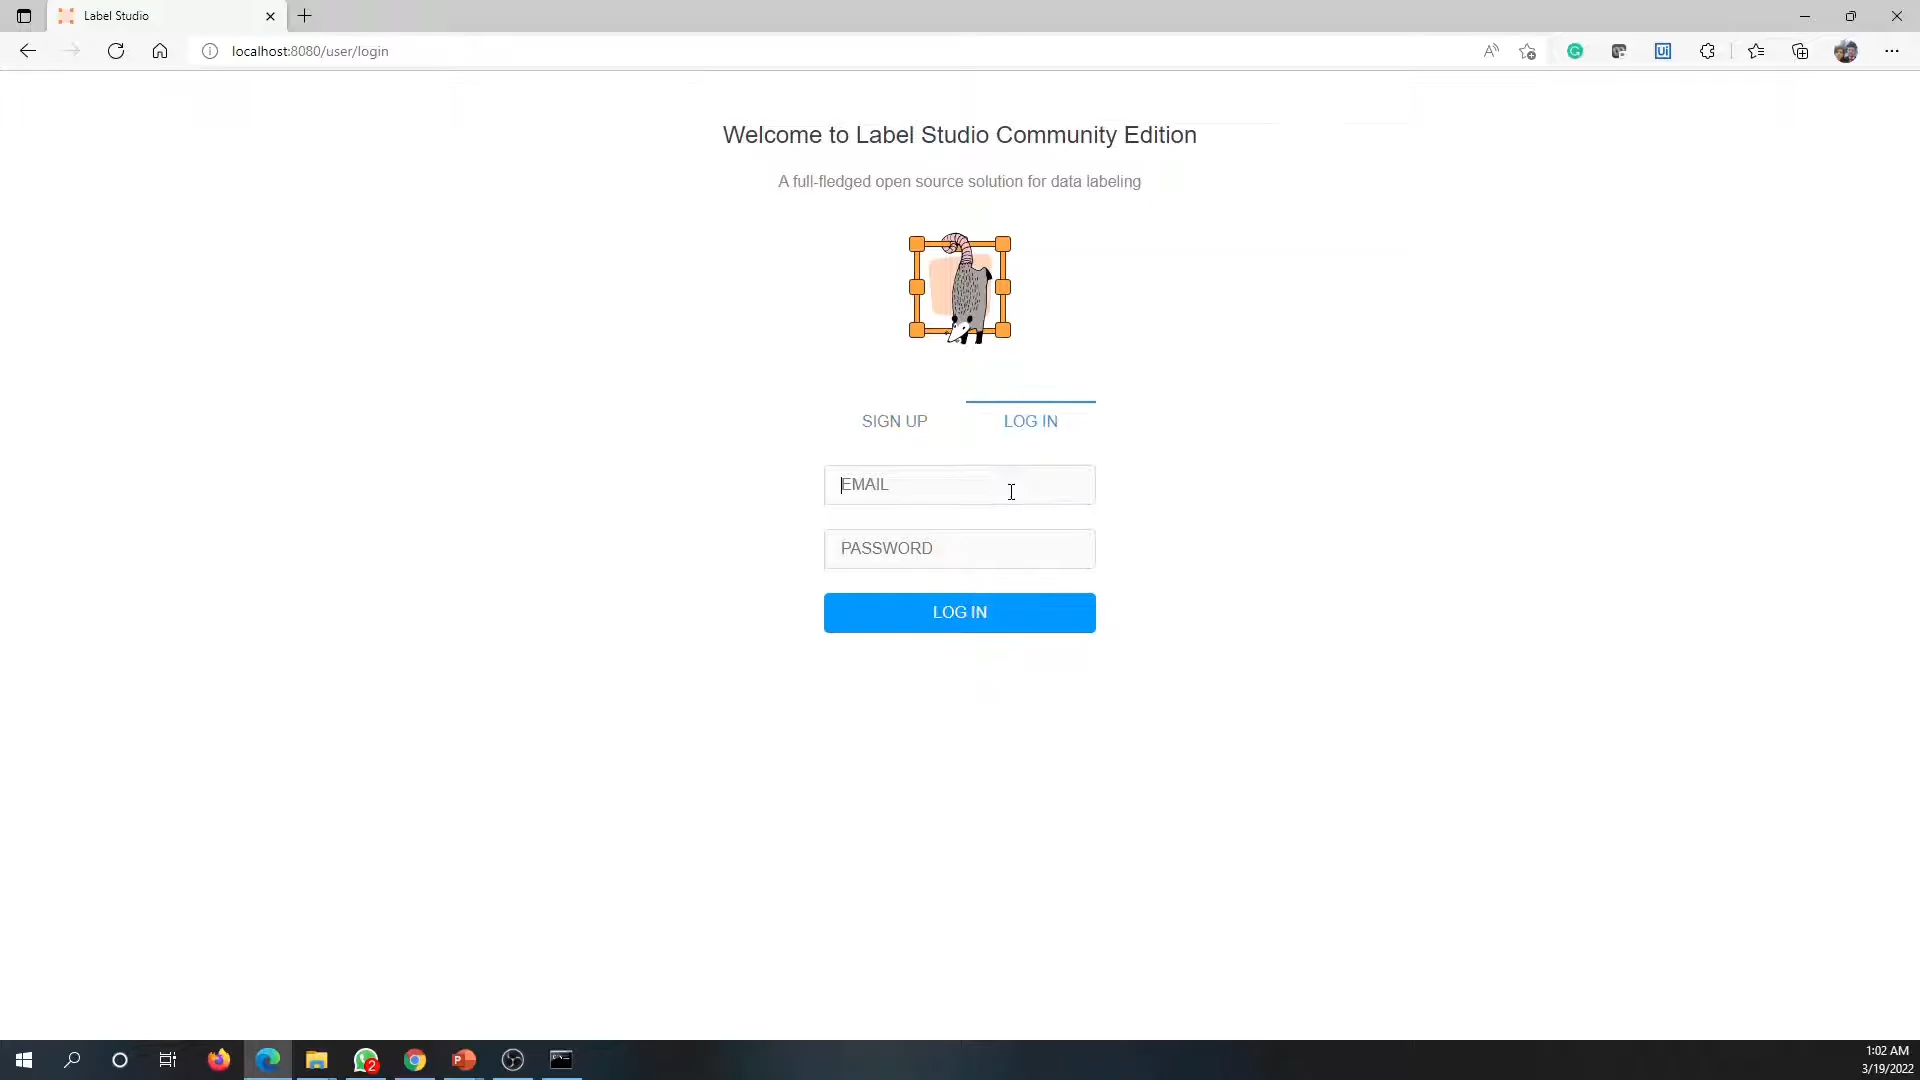 Label Studio
localhost:8080/user/login
Welcome to Label Studio Community Edition
A full-fledged open source solution for data labeling
SIGN UP
LOG IN
EMAIL
PASSWORD
LOG IN
2
1:02 AM
3/19/2022